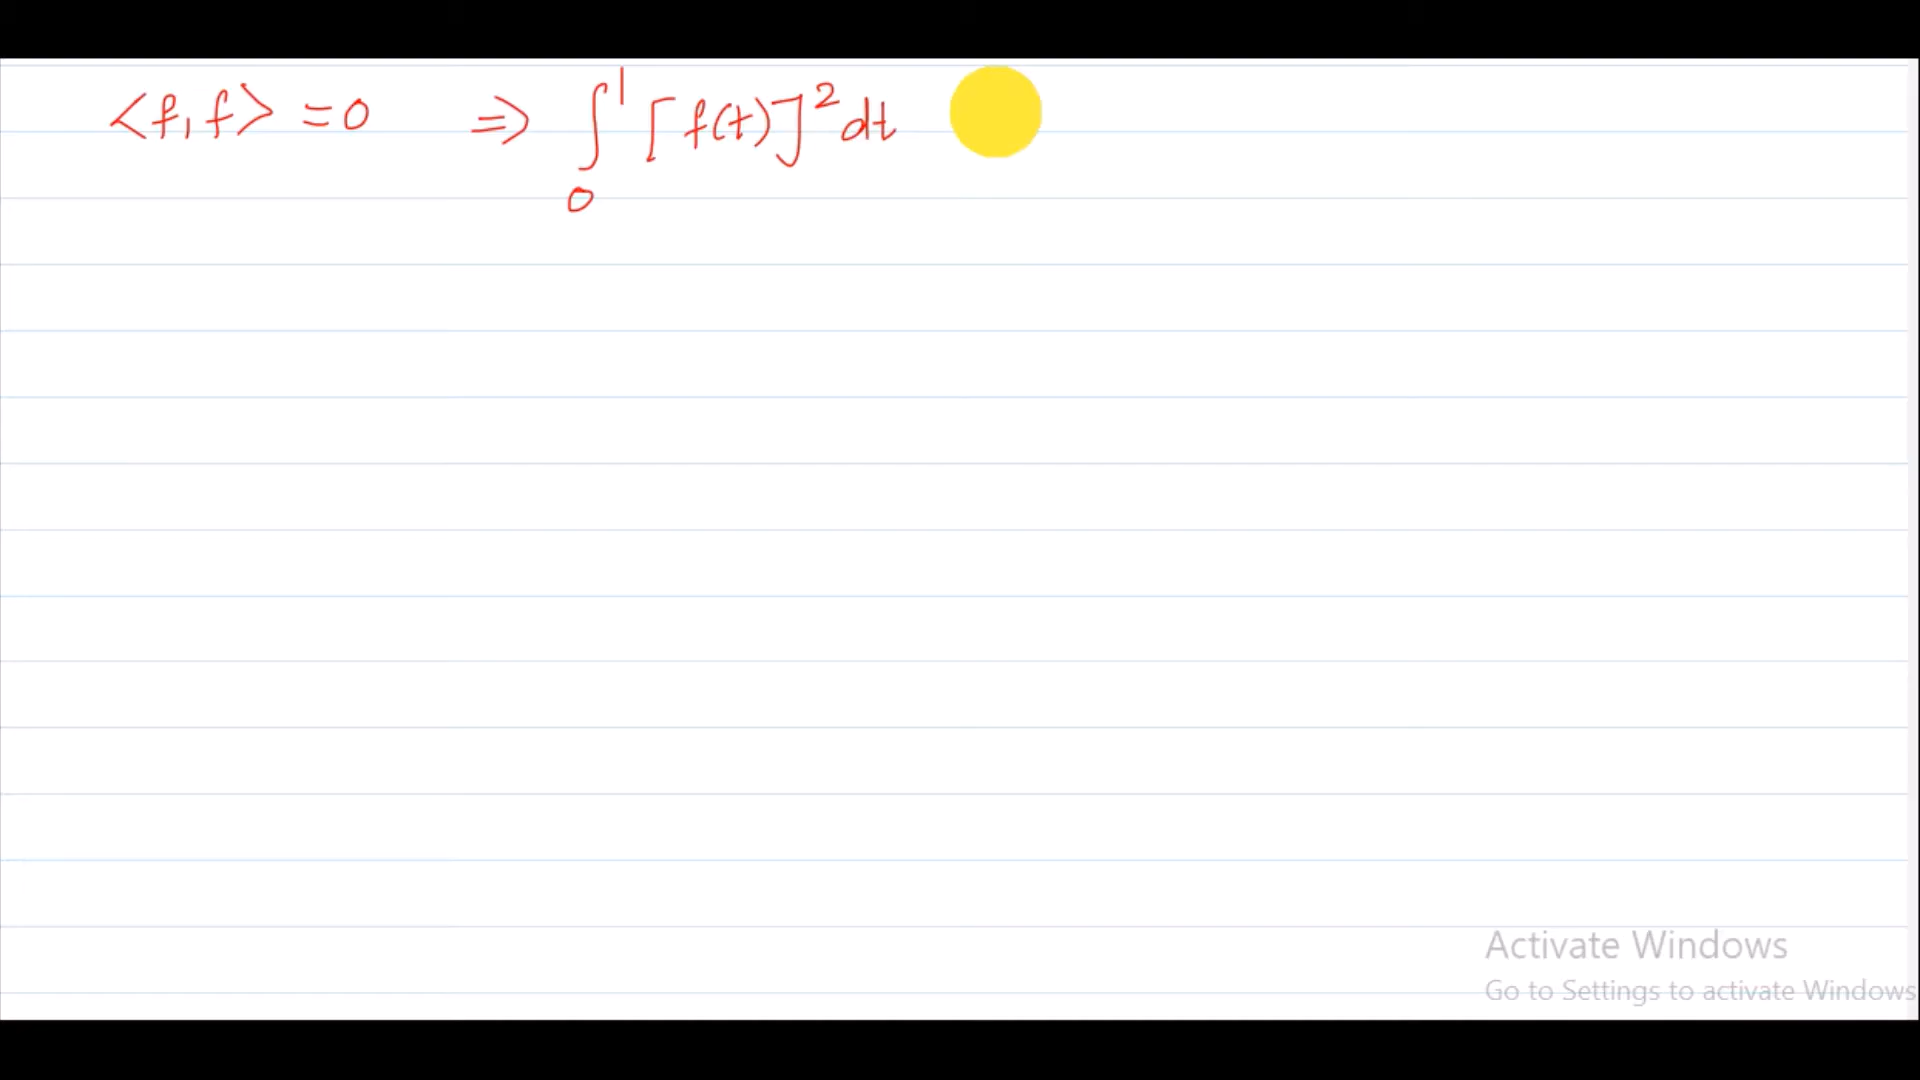 <f, f> = 0 ⇒ ∫₀¹ [f(t)]² dt
Activate Windows
Go to Settings to activate Windows